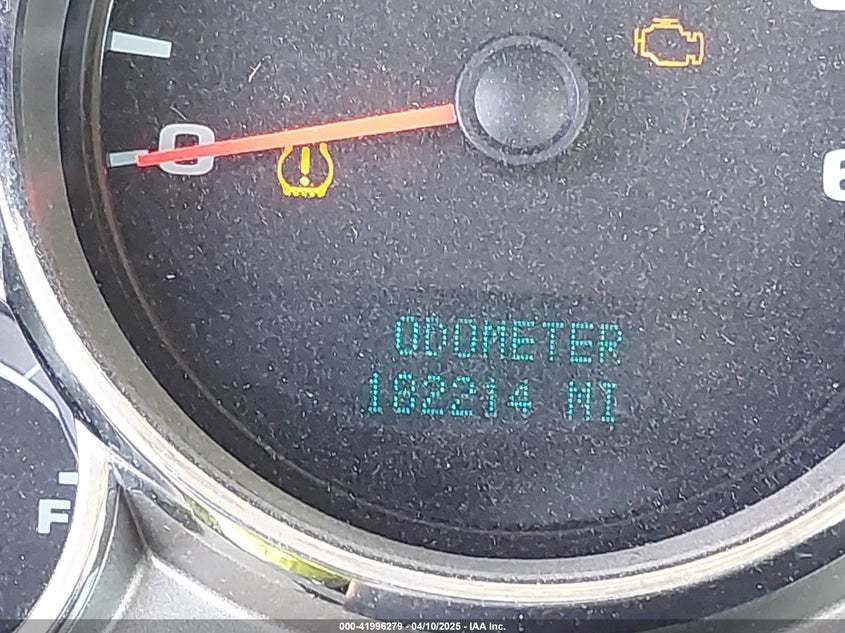 0
6
ODOMETER
182214 MI
F
000-41996279 - 04/10/2025 - IAA Inc.